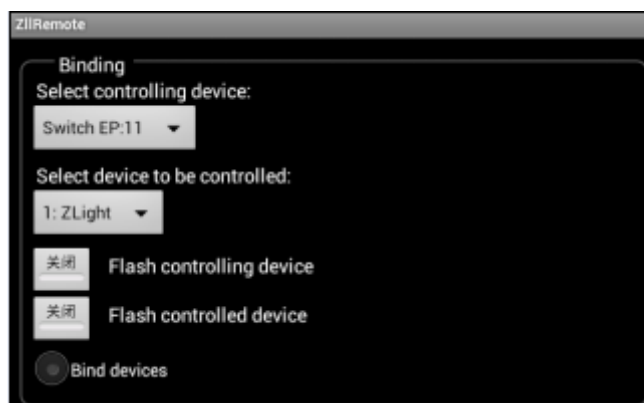 ZllRemote
Binding
Select controlling device:
Switch EP:11
Select device to be controlled:
1: ZLight
关闭
Flash controlling device
关闭
Flash controlled device
Bind devices